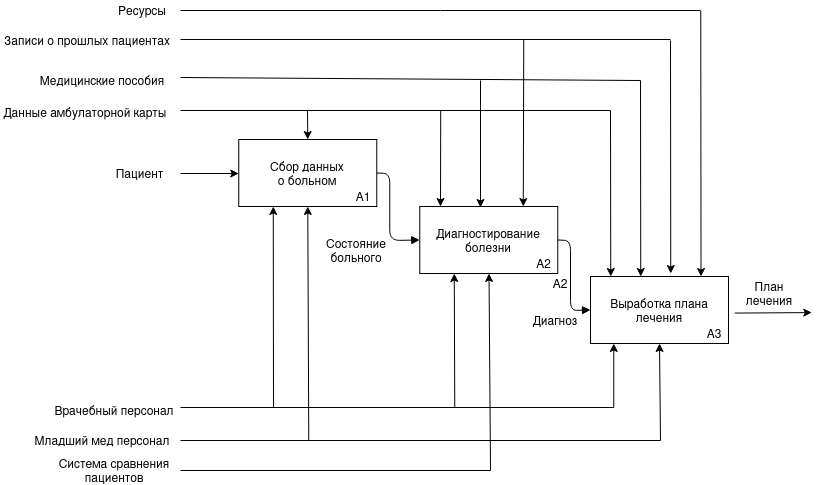 Ресурсы
Записи о прошлых пациентах
Медицинские пособия
Данные амбулаторной карты
Пациент
Сбор данных
о больном
A1
Состояние
больного
Диагностирование
болезни
A2
A2
Диагноз
Выработка плана
лечения
A3
План
лечения
Врачебный персонал
Младший мед персонал
Система сравнения
пациентов